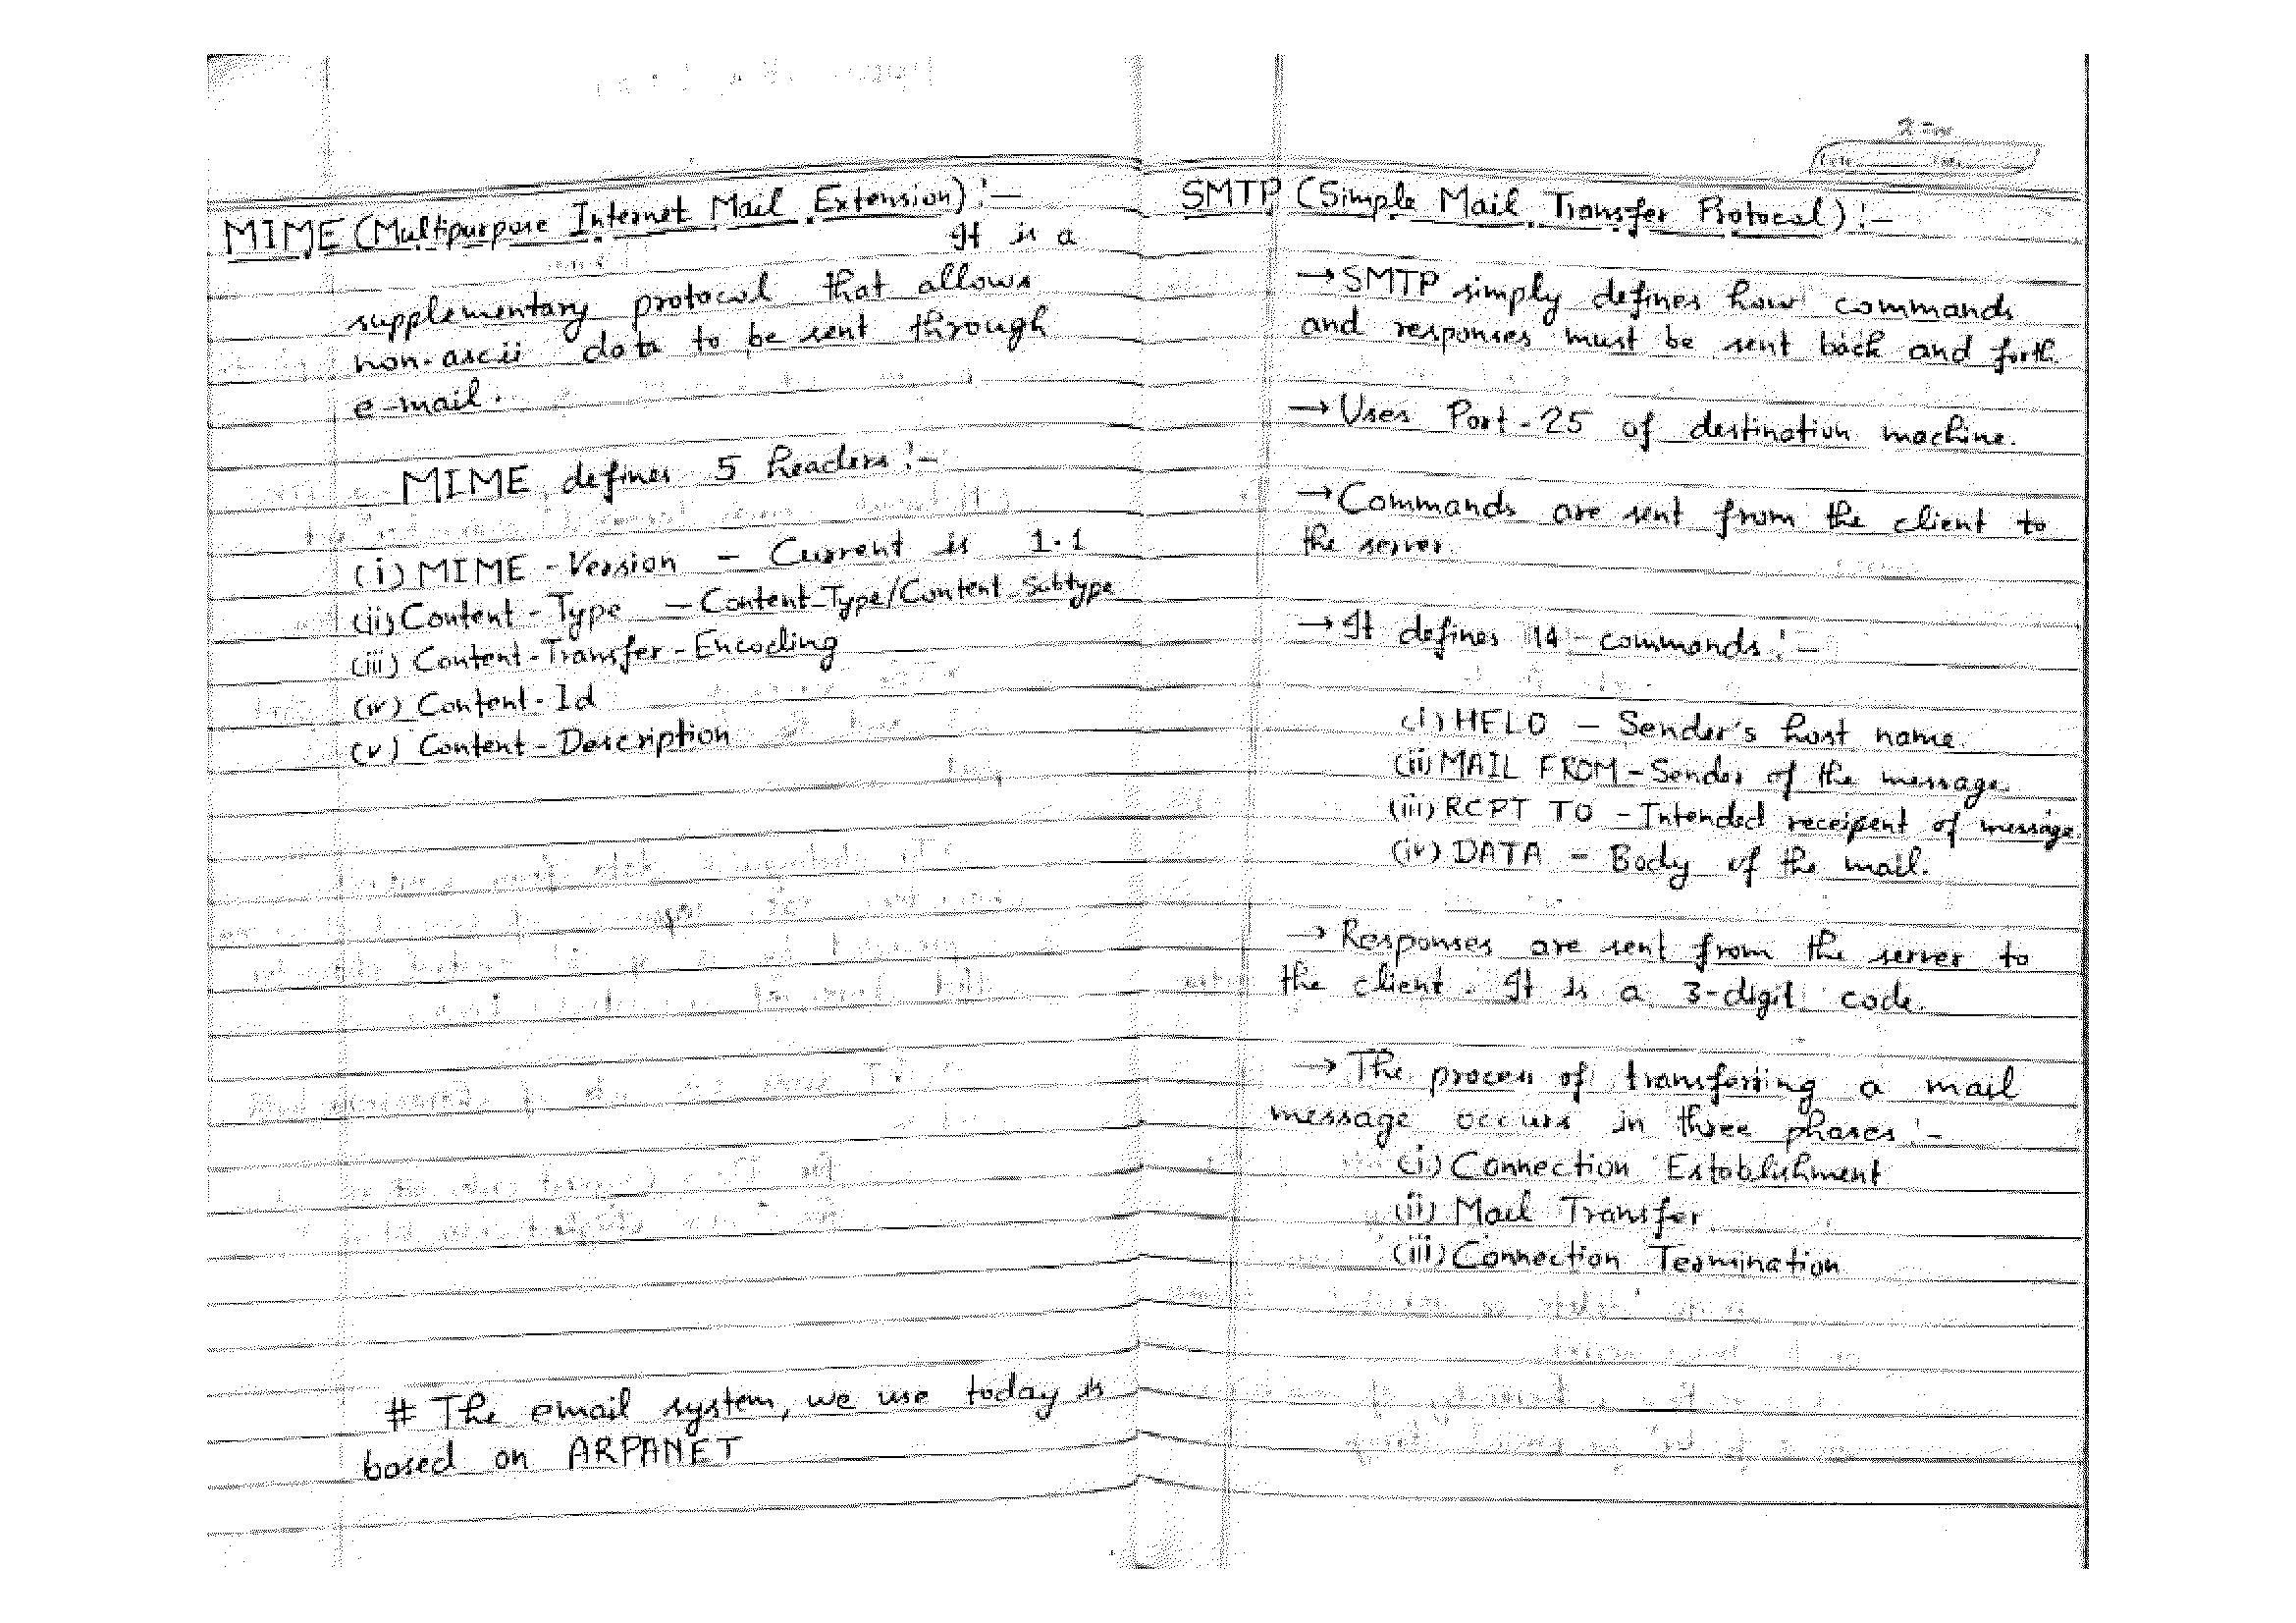 MIME (Multipurpose Internet Mail Extension) :-
It is a
supplementary protocol that allows
non-ascii data to be sent through
e-mail.
MIME defines 5 headers :-
(i) MIME - Version - Current is 1.1
(ii) Content - Type - Content Type/Content Subtype
(iii) Content - Transfer - Encoding
(iv) Content - Id
(v) Content - Description
# The email system, we use today is
based on ARPANET
SMTP (Simple Mail Transfer Protocol) :-
→ SMTP simply defines how commands
and responses must be sent back and forth
→ Uses Port - 25 of destination machine.
→ Commands are sent from the client to
the server.
→ It defines 14 commands :-
(i) HELO - Sender's host name.
(ii) MAIL FROM - Sender of the message.
(iii) RCPT TO - Intended receipent of message
(iv) DATA - Body of the mail.
→ Responses are sent from the server to
the client. It is a 3-digit code.
→ The process of transferring a mail
message occurs in three phases :-
(i) Connection Establishment
(ii) Mail Transfer
(iii) Connection Termination